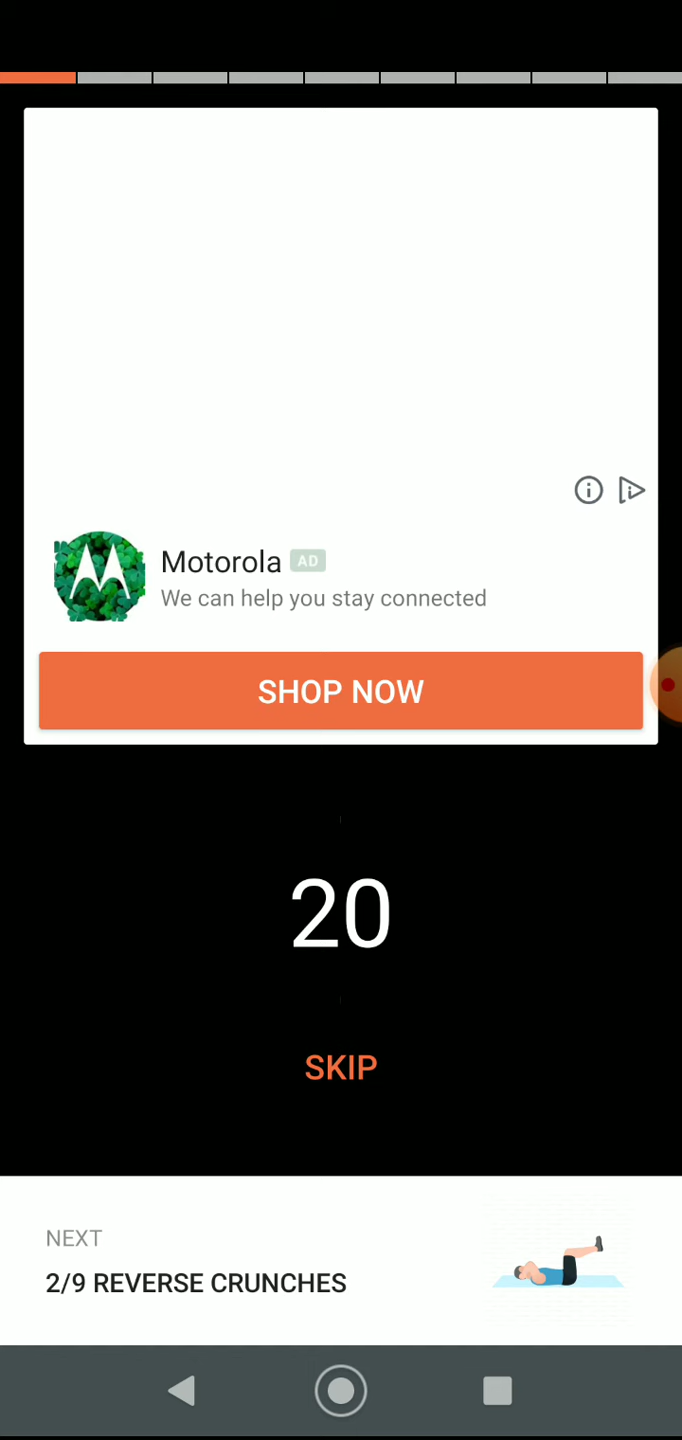 Motorola AD
We can help you stay connected
SHOP NOW
20
SKIP
NEXT
2/9 REVERSE CRUNCHES